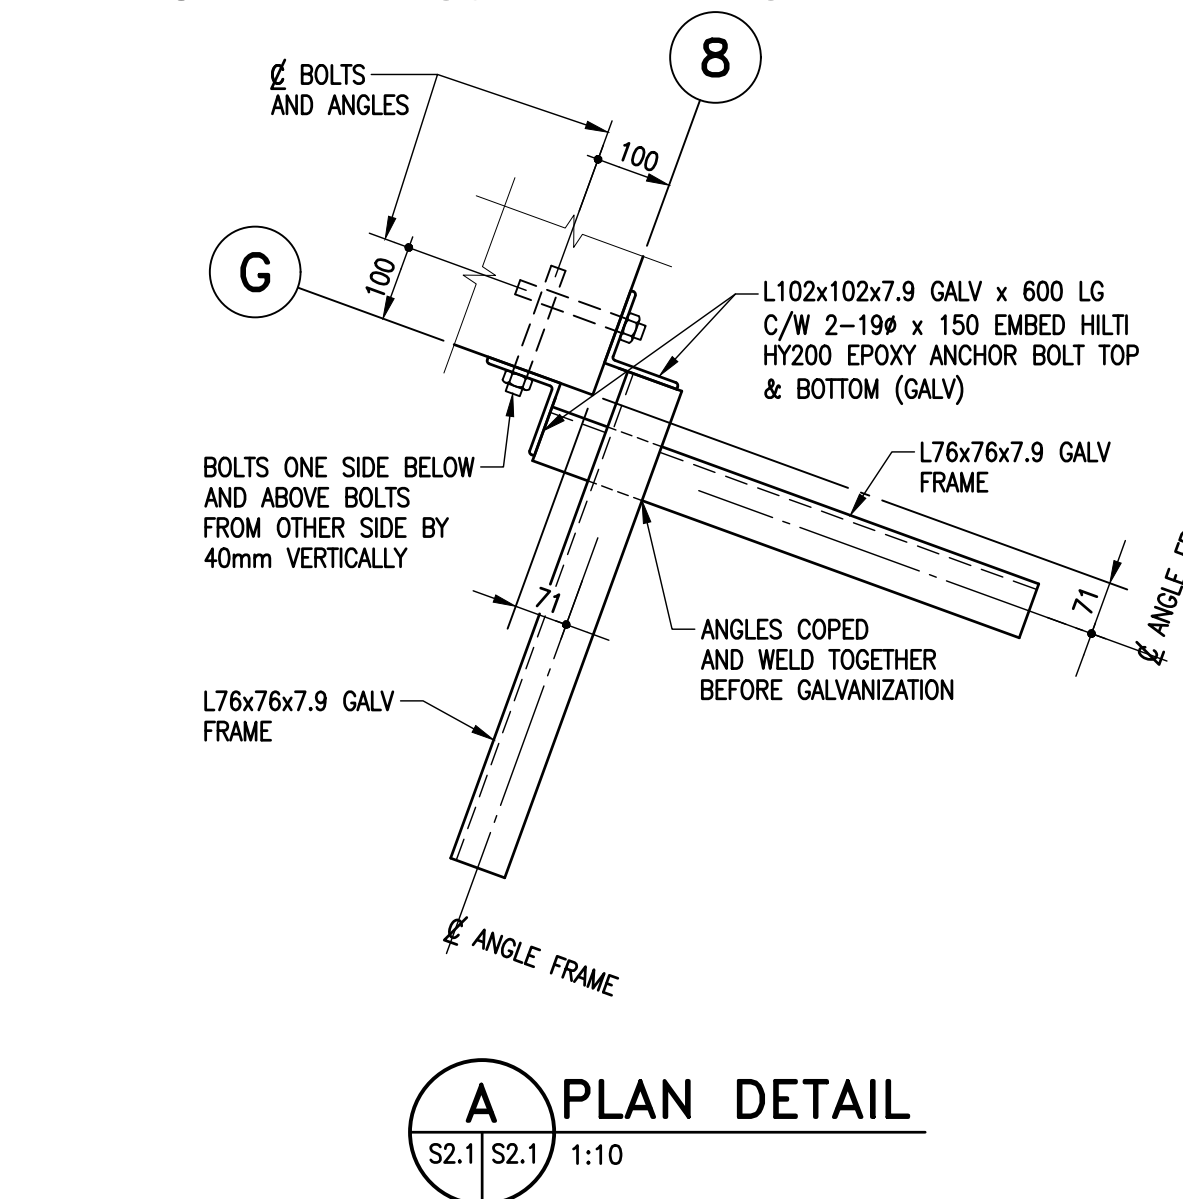 8
℄ BOLTS
AND ANGLES
100
G
100
L102x102x7.9 GALV x 600 LG
C/W 2-19ø x 150 EMBED HILTI
HY200 EPOXY ANCHOR BOLT TOP
& BOTTOM (GALV)
L76x76x7.9 GALV
FRAME
BOLTS ONE SIDE BELOW
AND ABOVE BOLTS
FROM OTHER SIDE BY
40mm VERTICALLY
71
71
℄ ANGLE
ANGLES COPED
AND WELD TOGETHER
BEFORE GALVANIZATION
L76x76x7.9 GALV
FRAME
℄ ANGLE FRAME
A
PLAN DETAIL
S2.1
S2.1
1:10